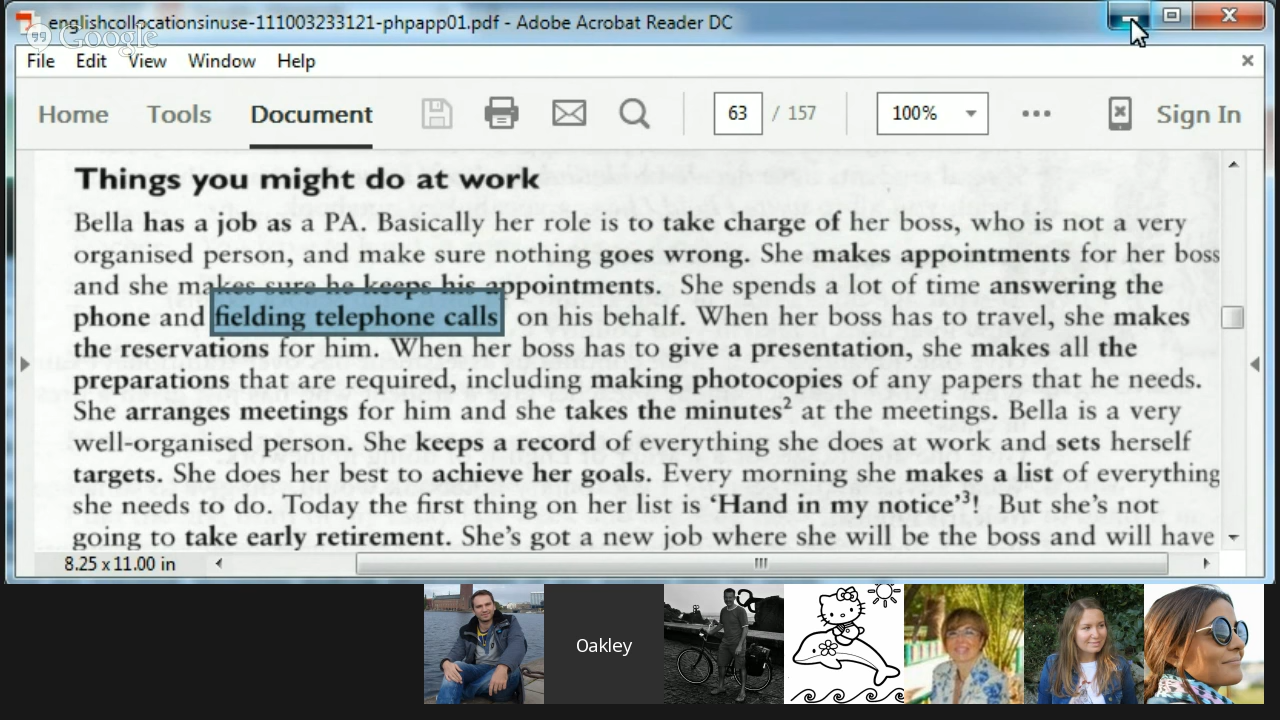 englishcollocationsinuse-111003233121-phpapp01.pdf - Adobe Acrobat Reader DC
Google
File Edit View Window Help
Home Tools Document 63 / 157 100% Sign In
Things you might do at work
Bella has a job as a PA. Basically her role is to take charge of her boss, who is not a very
organised person, and make sure nothing goes wrong. She makes appointments for her boss
and she makes sure he keeps his appointments. She spends a lot of time answering the
phone and fielding telephone calls on his behalf. When her boss has to travel, she makes
the reservations for him. When her boss has to give a presentation, she makes all the
preparations that are required, including making photocopies of any papers that he needs.
She arranges meetings for him and she takes the minutes² at the meetings. Bella is a very
well-organised person. She keeps a record of everything she does at work and sets herself
targets. She does her best to achieve her goals. Every morning she makes a list of everything
she needs to do. Today the first thing on her list is ‘Hand in my notice’³! But she’s not
going to take early retirement. She’s got a new job where she will be the boss and will have
8.25 x 11.00 in
Oakley